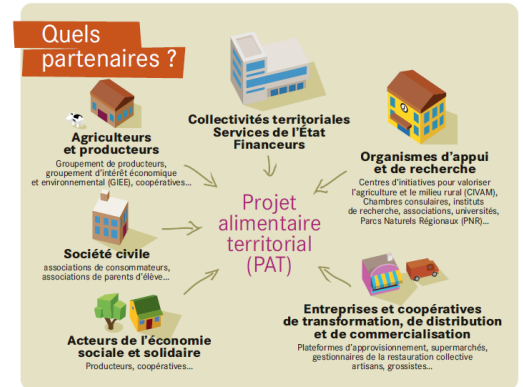 Quels
partenaires ?
Agriculteurs
et producteurs
Groupement de producteurs,
groupement d'intérêt économique
et environnemental (GIEE), coopératives...
Collectivités territoriales
Services de l'État
Financeurs
Organismes d'appui
et de recherche
Centres d'initiatives pour valoriser
l'agriculture et le milieu rural (CIVAM),
Chambres consulaires, instituts
de recherche, associations, universités,
Parcs Naturels Régionaux (PNR)...
Projet
alimentaire
territorial
(PAT)
Société civile
associations de consommateurs,
associations de parents d'élève...
Acteurs de l'économie
sociale et solidaire
Producteurs, coopératives...
Entreprises et coopératives
de transformation, de distribution
et de commercialisation
Plateformes d'approvisionnement, supermarchés,
gestionnaires de la restauration collective
artisans, grossistes...